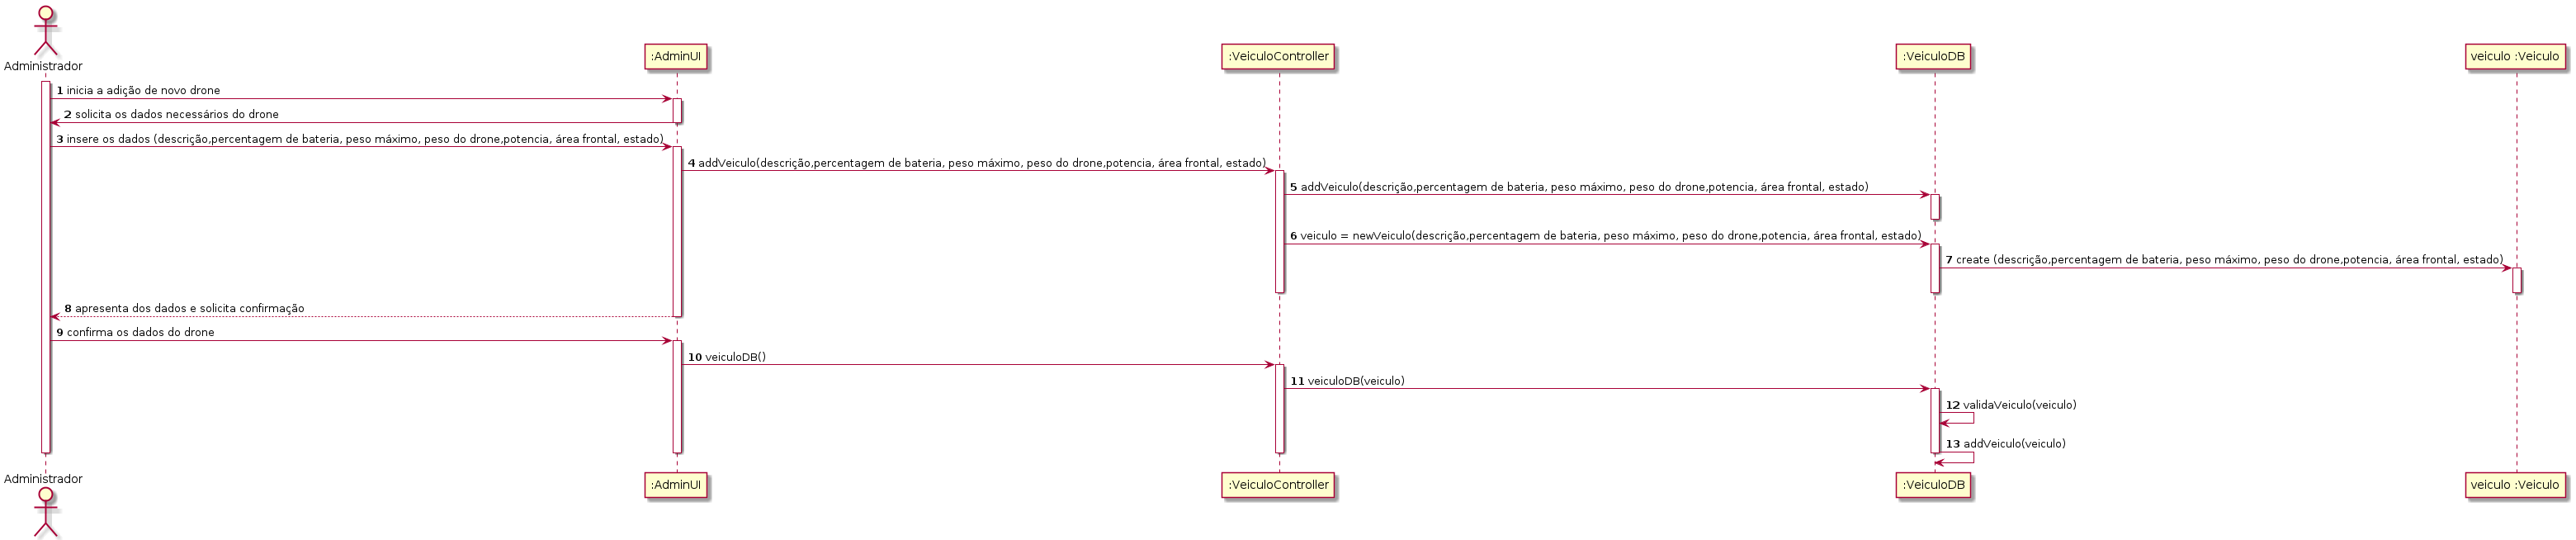 Administrador
:AdminUI
:VeiculoController
:VeiculoDB
veiculo :Veiculo
1 inicia a adição de novo drone
2 solicita os dados necessários do drone
3 insere os dados (descrição,percentagem de bateria, peso máximo, peso do drone,potencia, área frontal, estado)
4 addVeiculo(descrição,percentagem de bateria, peso máximo, peso do drone,potencia, área frontal, estado)
5 addVeiculo(descrição,percentagem de bateria, peso máximo, peso do drone,potencia, área frontal, estado)
6 veiculo = newVeiculo(descrição,percentagem de bateria, peso máximo, peso do drone,potencia, área frontal, estado)
7 create (descrição,percentagem de bateria, peso máximo, peso do drone,potencia, área frontal, estado)
8 apresenta dos dados e solicita confirmação
9 confirma os dados do drone
10 veiculoDB()
11 veiculoDB(veiculo)
12 validaVeiculo(veiculo)
13 addVeiculo(veiculo)
Administrador
:AdminUI
:VeiculoController
:VeiculoDB
veiculo :Veiculo